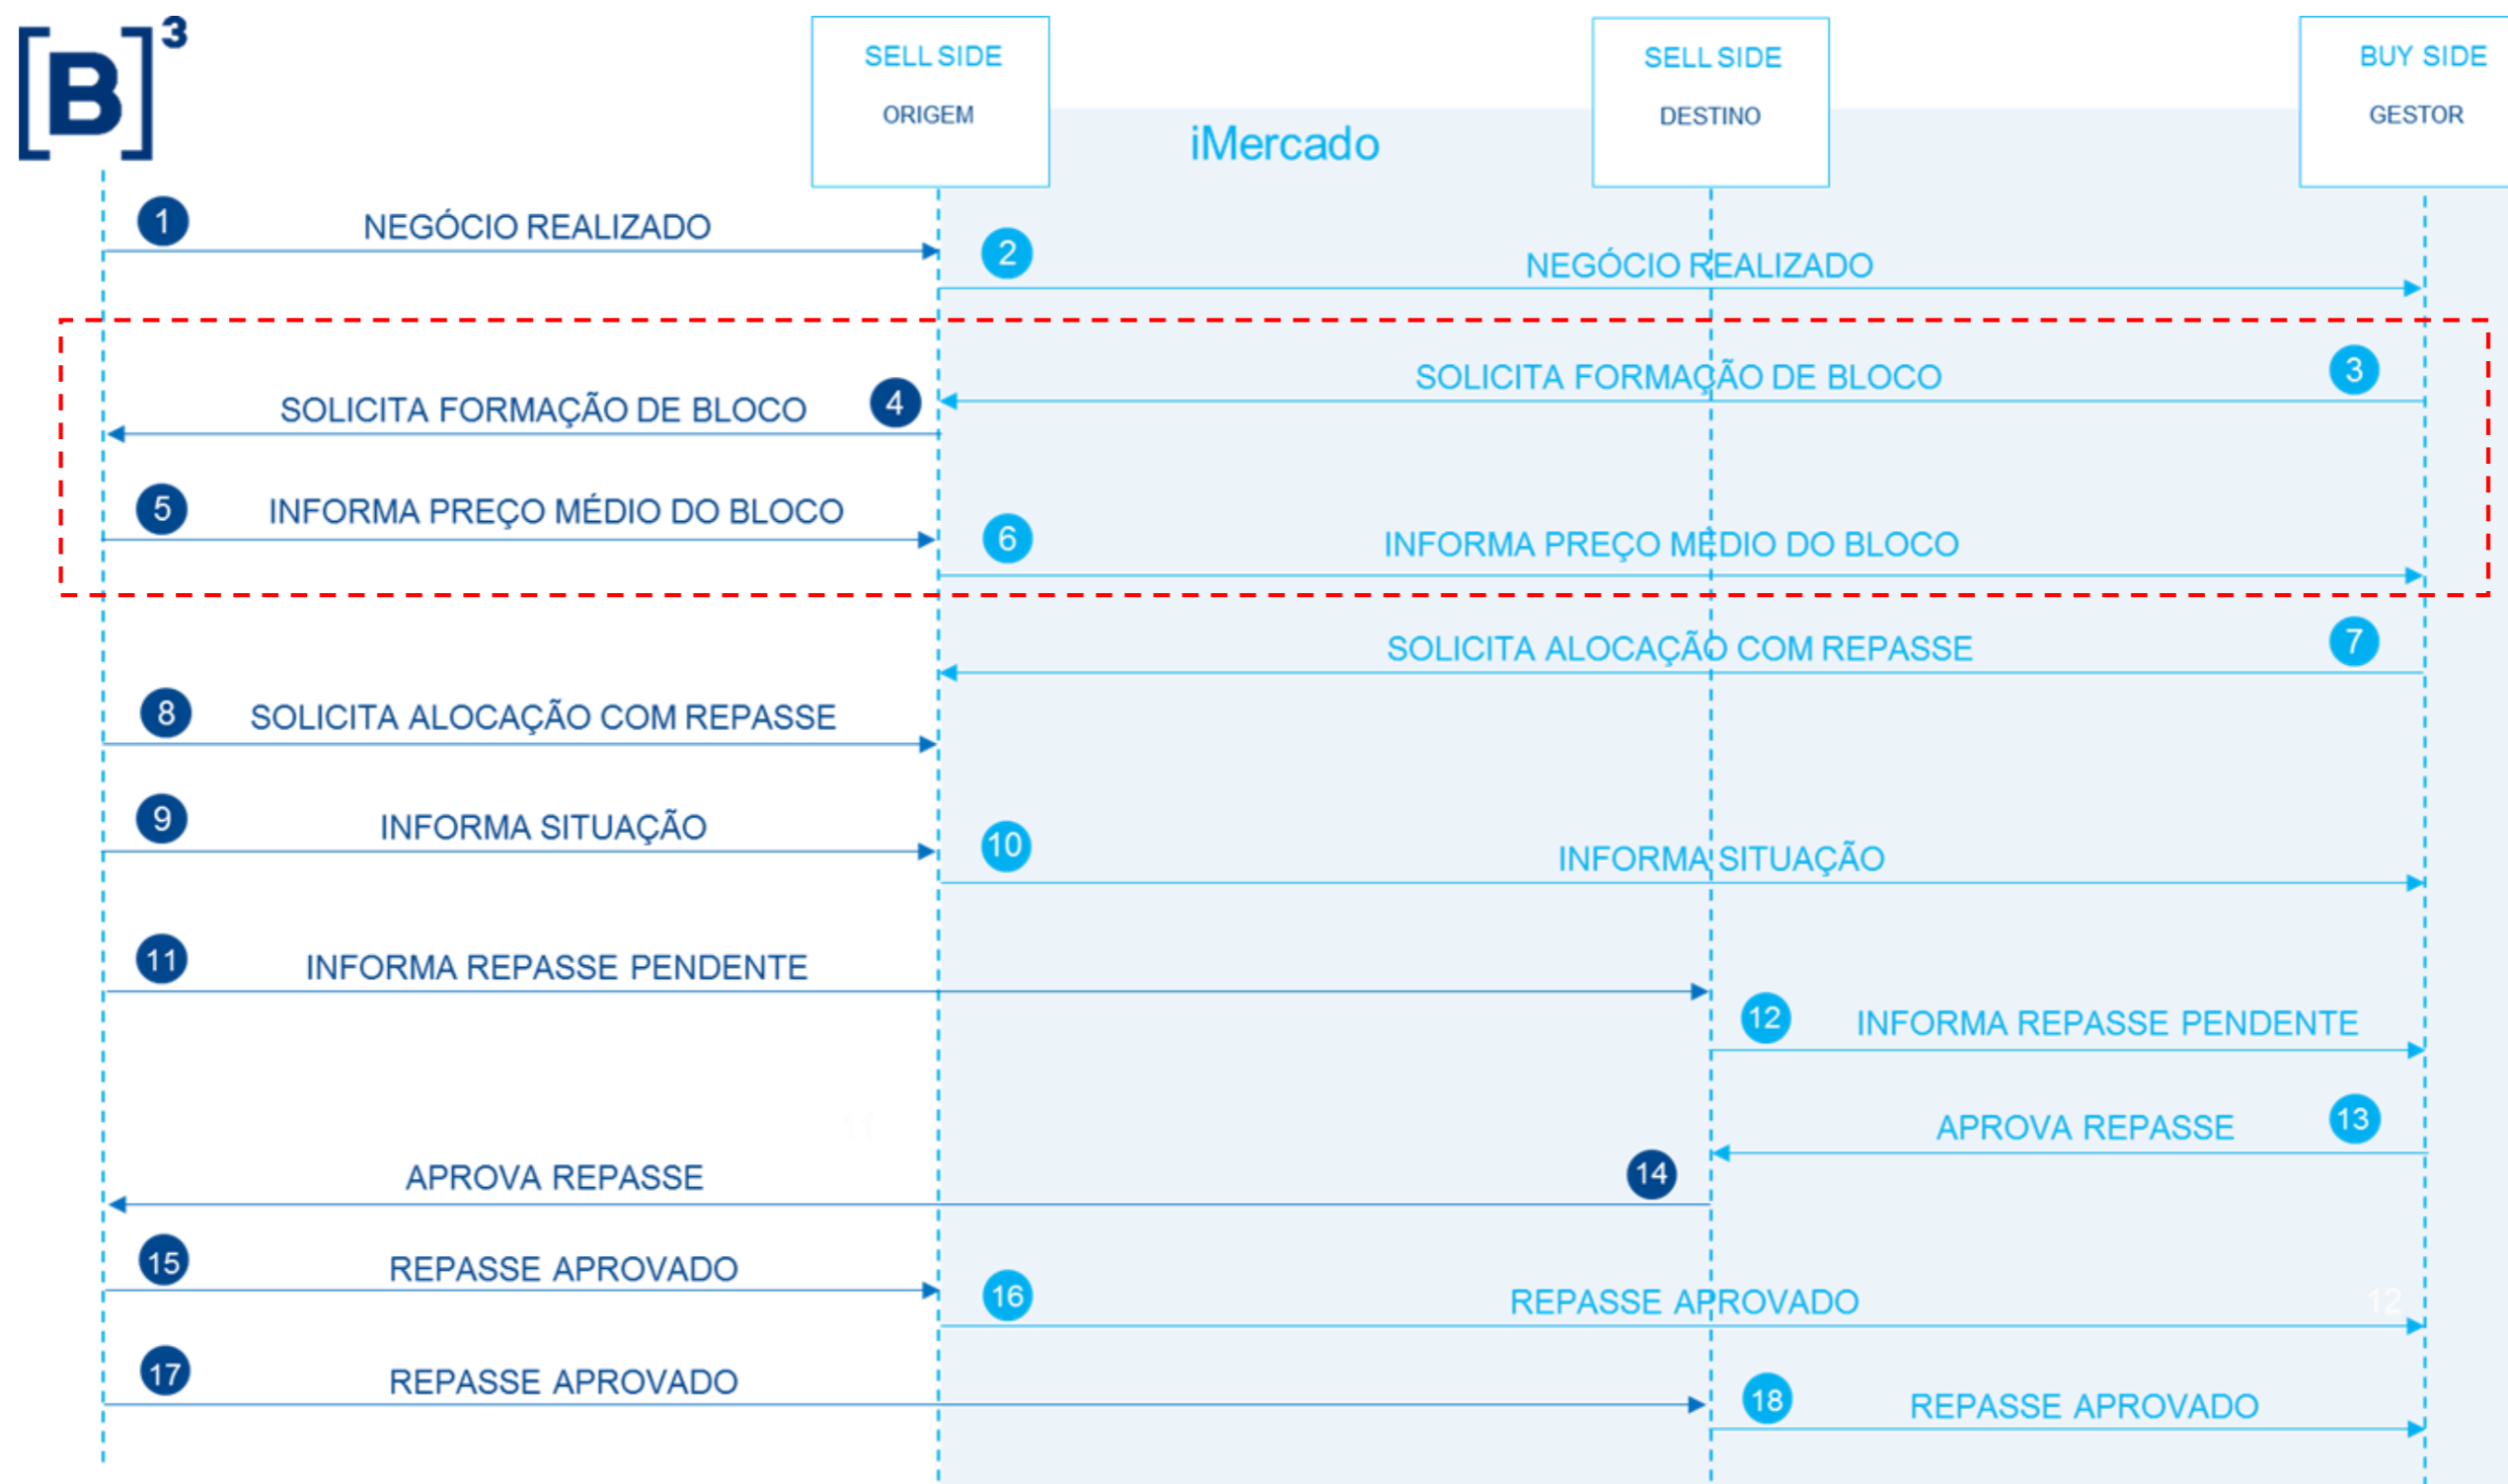 [B]³
SELL SIDE
ORIGEM
SELL SIDE
DESTINO
BUY SIDE
GESTOR
iMercado
1 NEGÓCIO REALIZADO
2 NEGÓCIO REALIZADO
SOLICITA FORMAÇÃO DE BLOCO 3
SOLICITA FORMAÇÃO DE BLOCO 4
5 INFORMA PREÇO MÉDIO DO BLOCO
6 INFORMA PREÇO MÉDIO DO BLOCO
SOLICITA ALOCAÇÃO COM REPASSE 7
8 SOLICITA ALOCAÇÃO COM REPASSE
9 INFORMA SITUAÇÃO
10 INFORMA SITUAÇÃO
11 INFORMA REPASSE PENDENTE
12 INFORMA REPASSE PENDENTE
11
APROVA REPASSE 13
APROVA REPASSE 14
15 REPASSE APROVADO
16 REPASSE APROVADO 12
17 REPASSE APROVADO
18 REPASSE APROVADO